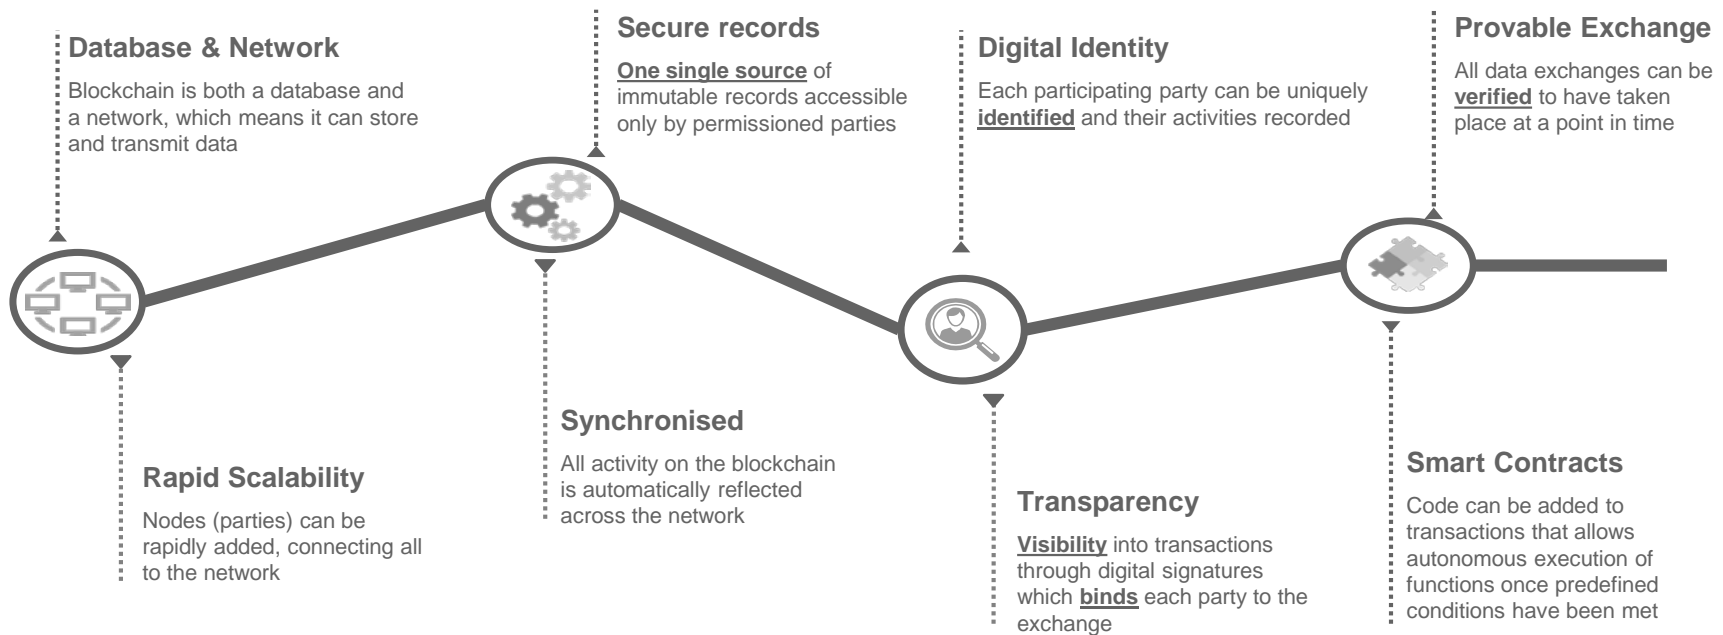 Database & Network
Blockchain is both a database and
a network, which means it can store
and transmit data
Rapid Scalability
Nodes (parties) can be
rapidly added, connecting all
to the network
Secure records
One single source of
immutable records accessible
only by permissioned parties
Synchronised
All activity on the blockchain
is automatically reflected
across the network
Digital Identity
Each participating party can be uniquely
identified and their activities recorded
Transparency
Visibility into transactions
through digital signatures
which binds each party to the
exchange
Provable Exchange
All data exchanges can be
verified to have taken
place at a point in time
Smart Contracts
Code can be added to
transactions that allows
autonomous execution of
functions once predefined
conditions have been met